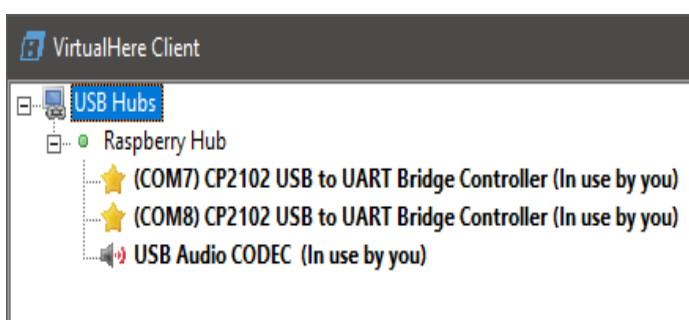 VirtualHere Client
USB Hubs
Raspberry Hub
(COM7) CP2102 USB to UART Bridge Controller (In use by you)
(COM8) CP2102 USB to UART Bridge Controller (In use by you)
USB Audio CODEC (In use by you)